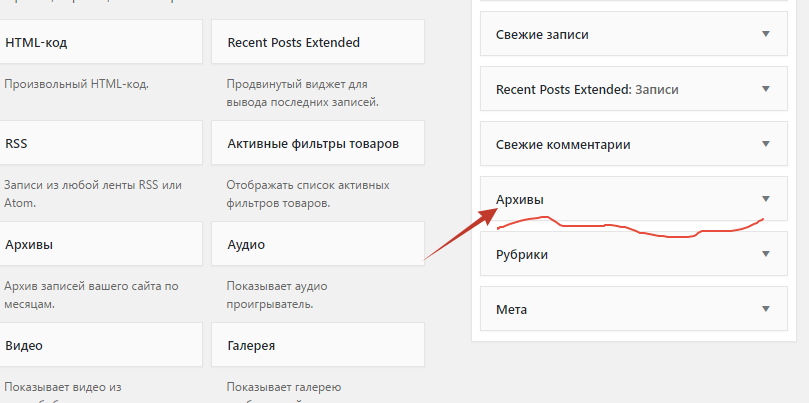 HTML-код
Произвольный HTML-код.
Recent Posts Extended
Продвинутый виджет для
вывода последних записей.
RSS
Записи из любой ленты RSS или
Atom.
Активные фильтры товаров
Отображать список активных
фильтров товаров.
Архивы
Архив записей вашего сайта по
месяцам.
Аудио
Показывает аудио
проигрыватель.
Видео
Показывает видео из
Галерея
Показывает галерею
Свежие записи
Recent Posts Extended: Записи
Свежие комментарии
Архивы
Рубрики
Мета